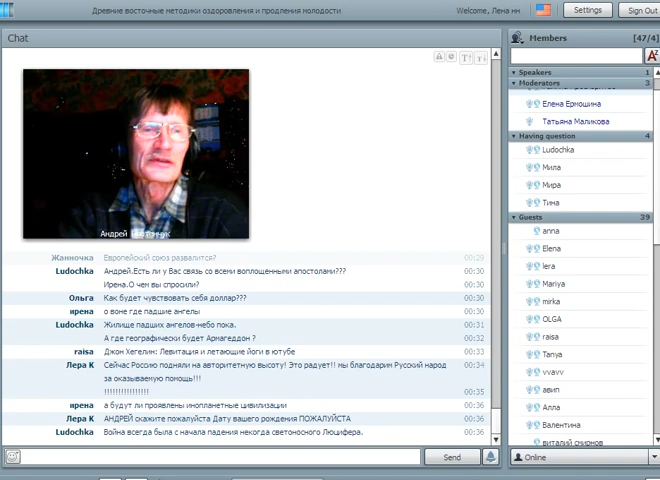 Древние восточные методики оздоровления и продления молодости
Welcome, Лена нн
Settings
Sign Out
Chat
Андрей
Жанночка Европейский союз развалится? 00:29
Ludochka Андрей.Есть ли у Вас связь со всеми воплощенными апостолами??? 00:30
Ирена.О чем вы спросили? 00:30
Ольга Как будет чувствовать себя доллар??? 00:30
ирена о воне где падшие ангелы 00:30
Ludochka Жилище падших ангелов-небо пока. 00:31
А где географически будет Армагеддон ? 00:32
raisa Джон Хегелин: Левитация и летающие йоги в ютубе 00:33
Лера К Сейчас Россию подняли на авторитетную высоту! Это радует!! мы благодарим Русский народ 00:34
за оказываемую помощь!!!
!!!!!!!!!!!!!!!!! 00:35
ирена а будут ли проявлены инопланетные цивилизации 00:36
Лера К АНДРЕЙ скажите пожалуйста Дату вашего рождения ПОЖАЛУЙСТА 00:36
Ludochka Война всегда была с начала падения некогда светоносного Люцифера. 00:36
Send
Members [47/4]
Speakers 1
Moderators 3
Елена Ермошина
Татьяна Маликова
Having question 4
Ludochka
Мила
Мира
Тина
Guests 39
anna
Elena
lera
Mariya
mirka
OLGA
raisa
Tanya
vvavv
авип
Алла
Валентина
виталий смирнов
Online